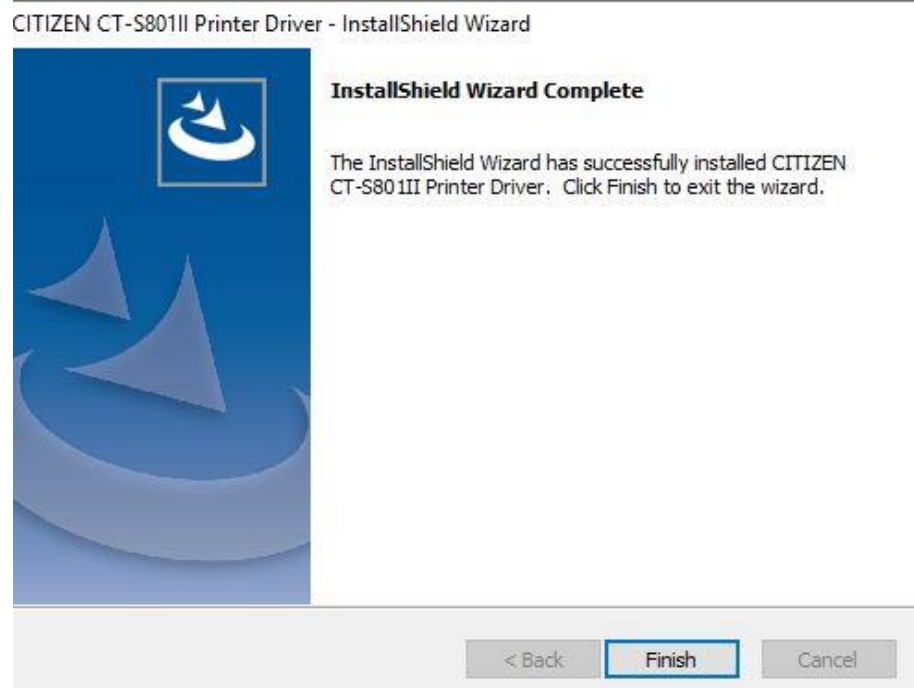 CITIZEN CT-S801II Printer Driver - InstallShield Wizard
InstallShield Wizard Complete
The InstallShield Wizard has successfully installed CITIZEN
CT-S801II Printer Driver. Click Finish to exit the wizard.
< Back
Finish
Cancel